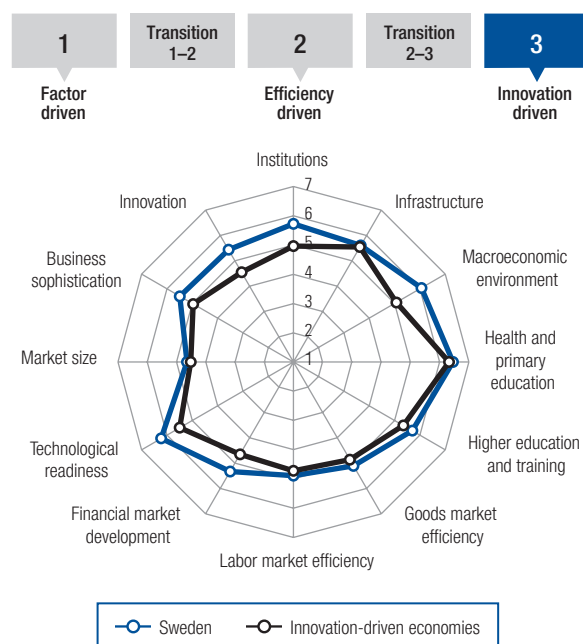 1
Transition
1–2
2
Transition
2–3
3
Factor
driven
Efficiency
driven
Innovation
driven
Institutions
7
Innovation
6
Infrastructure
5
Business
sophistication
4
Macroeconomic
environment
3
2
Market size
1
Health and
primary
education
Technological
readiness
Higher education
and training
Financial market
development
Goods market
efficiency
Labor market efficiency
Sweden
Innovation-driven economies